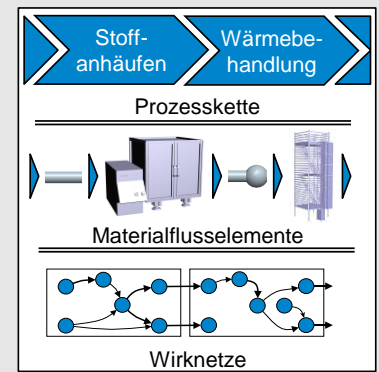 Stoff-
anhäufen
Wärmebe-
handlung
Prozesskette
Materialflusselemente
Wirknetze